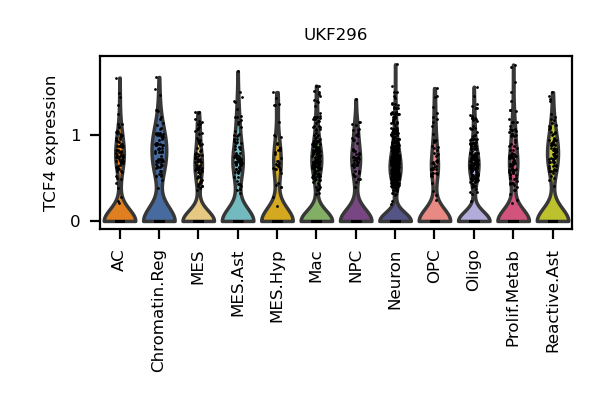 UKF296
TCF4 expression
1
0
AC
Chromatin.Reg
MES
MES.Ast
MES.Hyp
Mac
NPC
Neuron
OPC
Oligo
Prolif.Metab
Reactive.Ast